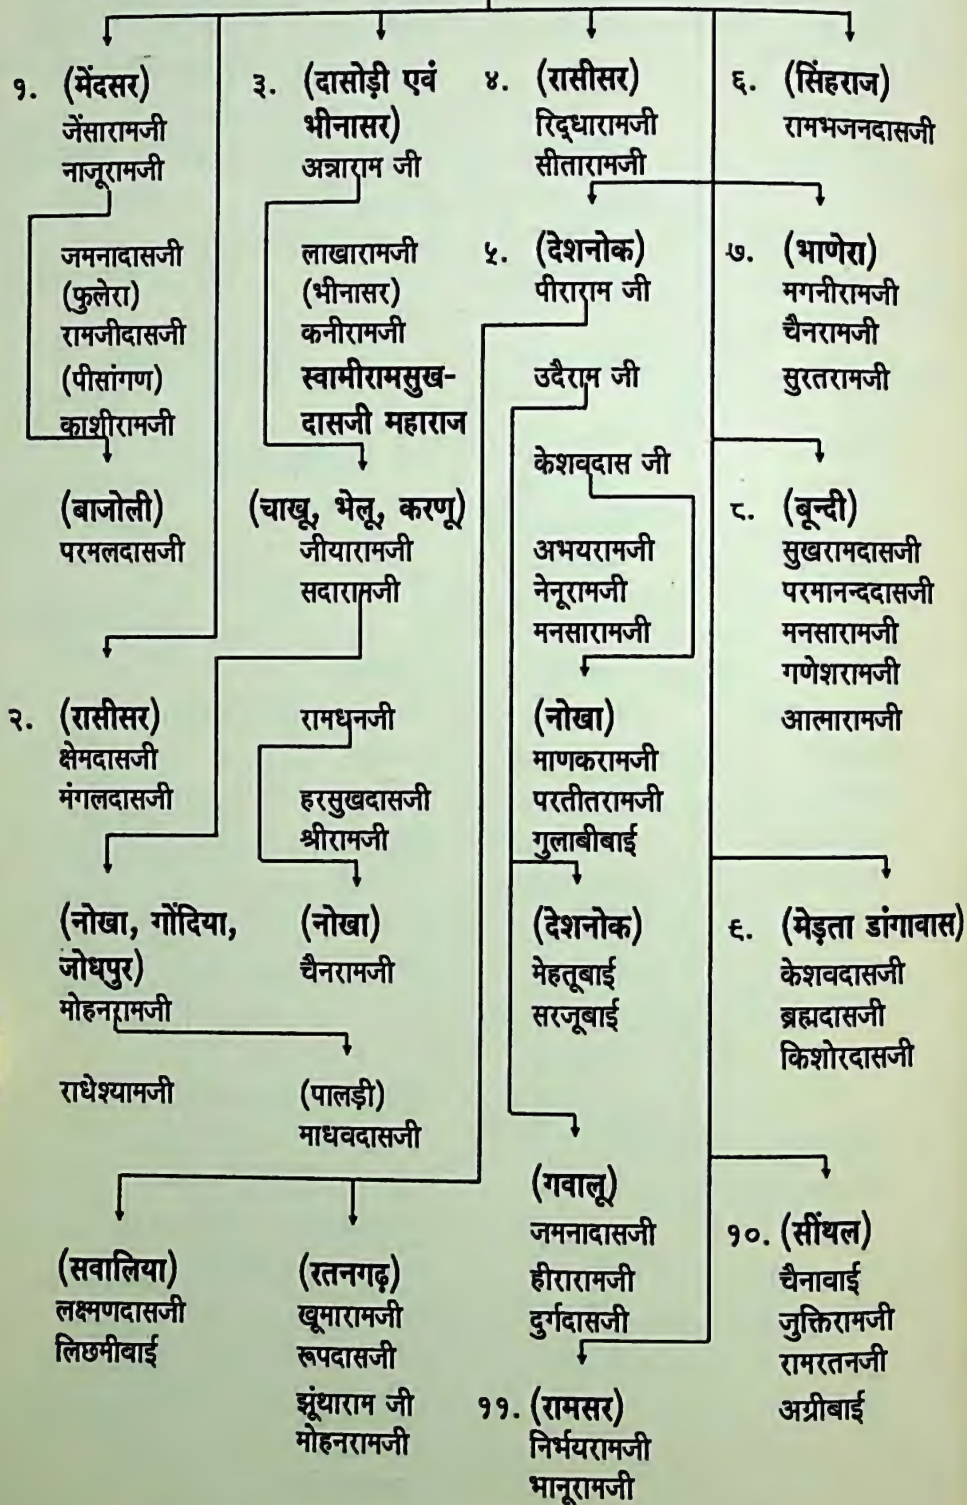 १. (मेंदसर)
जेंसारामजी
नाजूरामजी
जमनादासजी
(फुलेरा)
रामजीदासजी
(पीसांगण)
काशीरामजी
(बाजोली)
परमलदासजी
२. (रासीसर)
क्षेमदासजी
मंगलदासजी
(नोखा, गोंदिया,
जोधपुर)
मोहनरामजी
राधेश्यामजी
(सवालिया)
लक्ष्मणदासजी
लिछमीबाई
३. (दासोड़ी एवं
भीनासर)
अन्नाराम जी
लाखारामजी
(भीनासर)
कनीरामजी
स्वामीरामसुख-
दासजी महाराज
(चाखू, भेलू, करणू)
जीयारामजी
सदारामजी
रामधनजी
हरसुखदासजी
श्रीरामजी
(नोखा)
चैनरामजी
(पालड़ी)
माधवदासजी
(रतनगढ़)
खूमारामजी
रूपदासजी
झूंथाराम जी
मोहनरामजी
४. (रासीसर)
रिद्धारामजी
सीतारामजी
५. (देशनोक)
पीराराम जी
उदैराम जी
केशवदास जी
अभयरामजी
नेनूरामजी
मनसारामजी
(नोखा)
माणकरामजी
परतीतरामजी
गुलाबीबाई
(देशनोक)
मेहतूबाई
सरजूबाई
(गवालू)
जमनादासजी
हीरारामजी
दुर्गदासजी
११. (रामसर)
निर्भयरामजी
भानूरामजी
६. (सिंहराज)
रामभजनदासजी
७. (भाणेरा)
मगनीरामजी
चैनरामजी
सुरतरामजी
८. (बून्दी)
सुखरामदासजी
परमानन्ददासजी
मनसारामजी
गणेशरामजी
आत्मारामजी
९. (मेड़ता डांगावास)
केशवदासजी
ब्रह्मदासजी
किशोरदासजी
१०. (सींथल)
चैनावाई
जुक्तिरामजी
रामरतनजी
अग्रीबाई